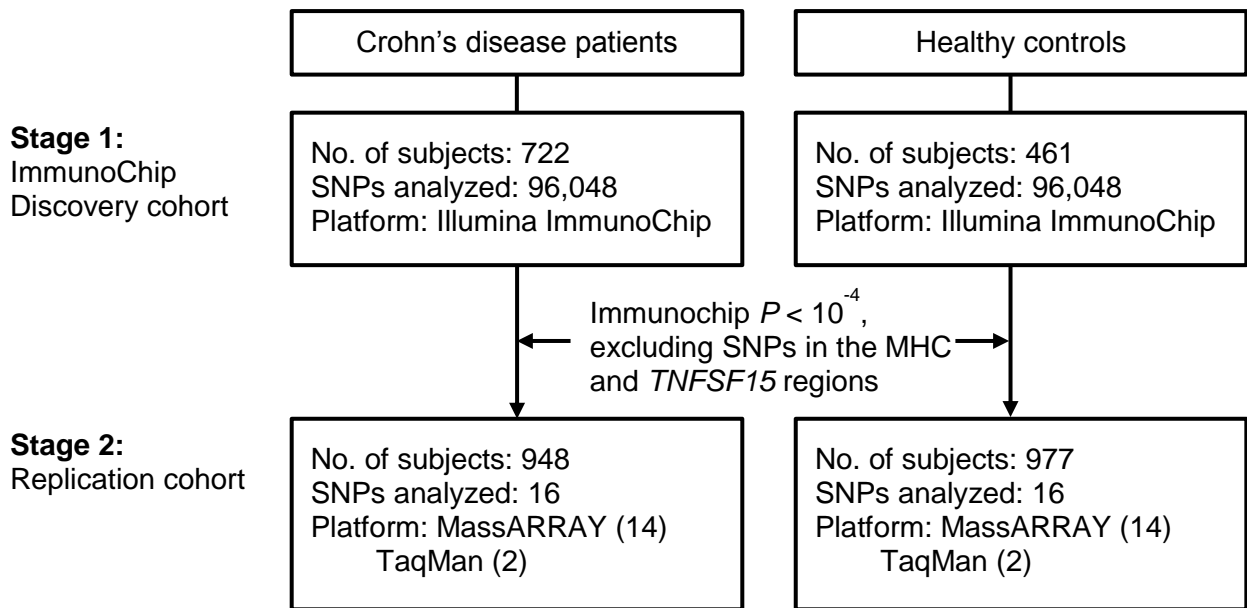 Crohn's disease patients
Healthy controls
Stage 1:
ImmunoChip
Discovery cohort
No. of subjects: 722
SNPs analyzed: 96,048
Platform: Illumina ImmunoChip
No. of subjects: 461
SNPs analyzed: 96,048
Platform: Illumina ImmunoChip
Immunochip P < 10-4,
excluding SNPs in the MHC
and TNFSF15 regions
Stage 2:
Replication cohort
No. of subjects: 948
SNPs analyzed: 16
Platform: MassARRAY (14)
TaqMan (2)
No. of subjects: 977
SNPs analyzed: 16
Platform: MassARRAY (14)
TaqMan (2)